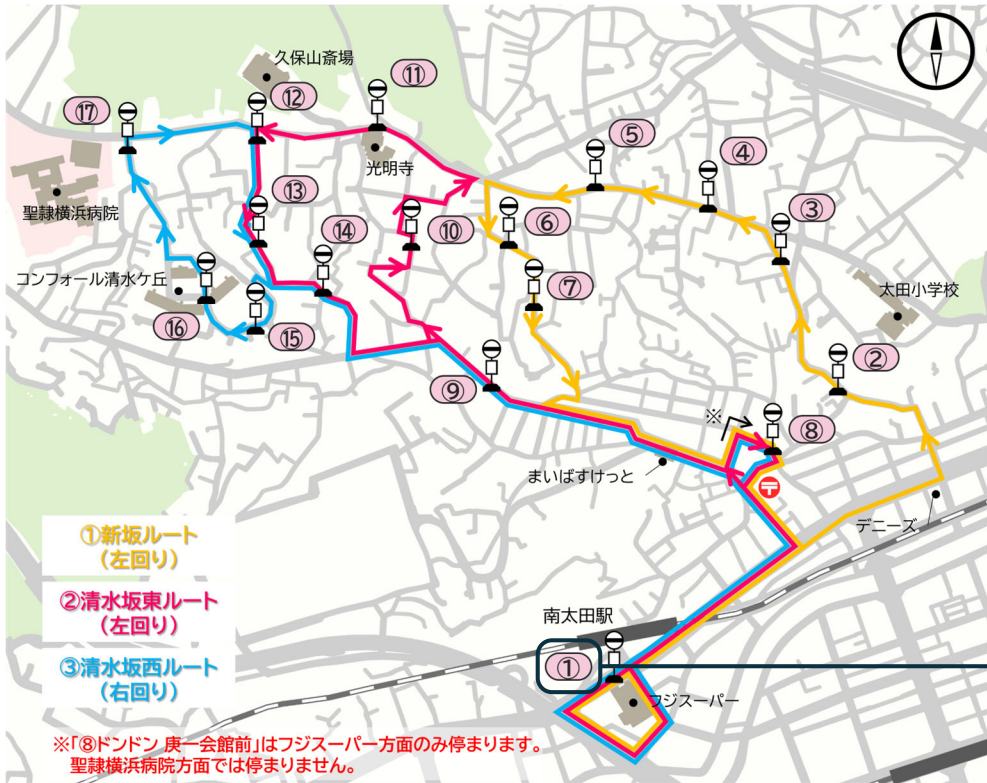 久保山斎場
⑪
⑰
⑫
⑤
④
光明寺
⑬
③
聖隷横浜病院
⑥
⑭
⑩
コンフォール清水ケ丘
⑦
太田小学校
⑯
⑮
②
⑨
※
⑧
まいばすけっと
〒
デニーズ
①新坂ルート
(左回り)
②清水坂東ルート
(左回り)
③清水坂西ルート
(右回り)
南太田駅
①
フジスーパー
※「⑧ドンドン 庚一会館前」はフジスーパー方面のみ停まります。
聖隷横浜病院方面では停まりません。